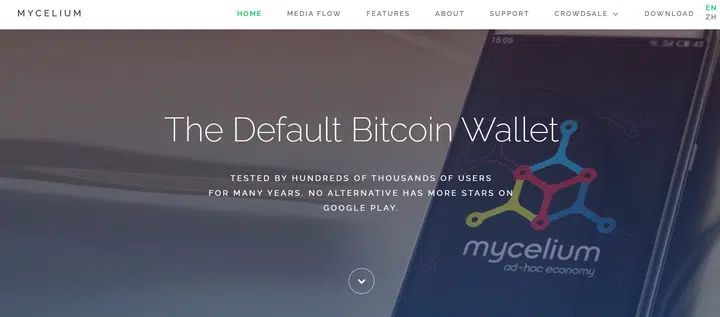 MYCELIUM
HOME MEDIA FLOW FEATURES ABOUT SUPPORT CROWDSALE DOWNLOAD EN
ZH
15:05
43
The Default Bitcoin Wallet
TESTED BY HUNDREDS OF THOUSANDS OF USERS
FOR MANY YEARS. NO ALTERNATIVE HAS MORE STARS ON
GOOGLE PLAY.
mycelium
ad-hoc economy